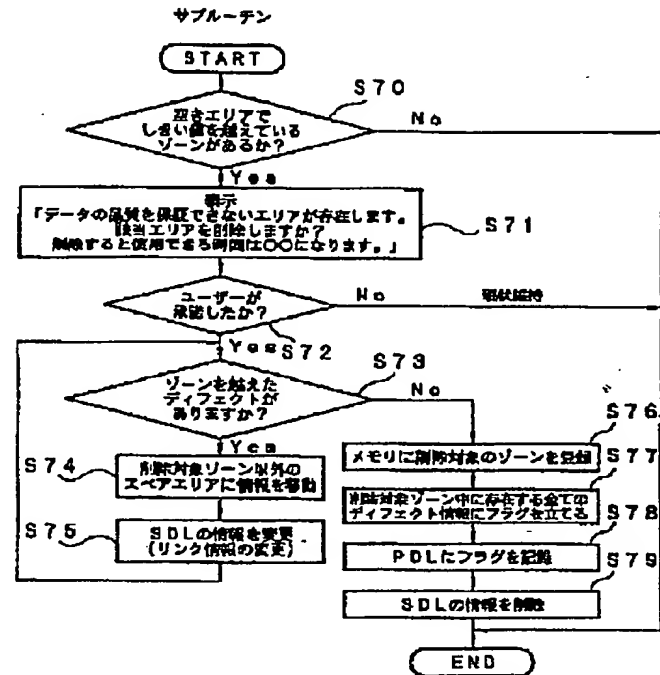 サブルーチン
START
S70
空きエリアで
しきい値を越えている
ゾーンがあるか?
No
Yes
表示
「データの品質を保証できないエリアが存在します。
該当エリアを削除しますか?
削除すると使用できる時間は○○になります。」
S71
ユーザーが
承諾したか?
No
現状維持
Yes
S72
S73
ゾーンを越えた
ディフェクトが
ありますか?
No
Yes
S74
削除対象ゾーン以外の
スペアエリアに情報を移動
S75
SDLの情報を変更
(リンク情報の変更)
S76
メモリに削除対象のゾーンを登録
S77
削除対象ゾーン中に存在する全ての
ディフェクト情報にフラグを立てる
S78
PDLにフラグを記録
S79
SDLの情報を削除
END